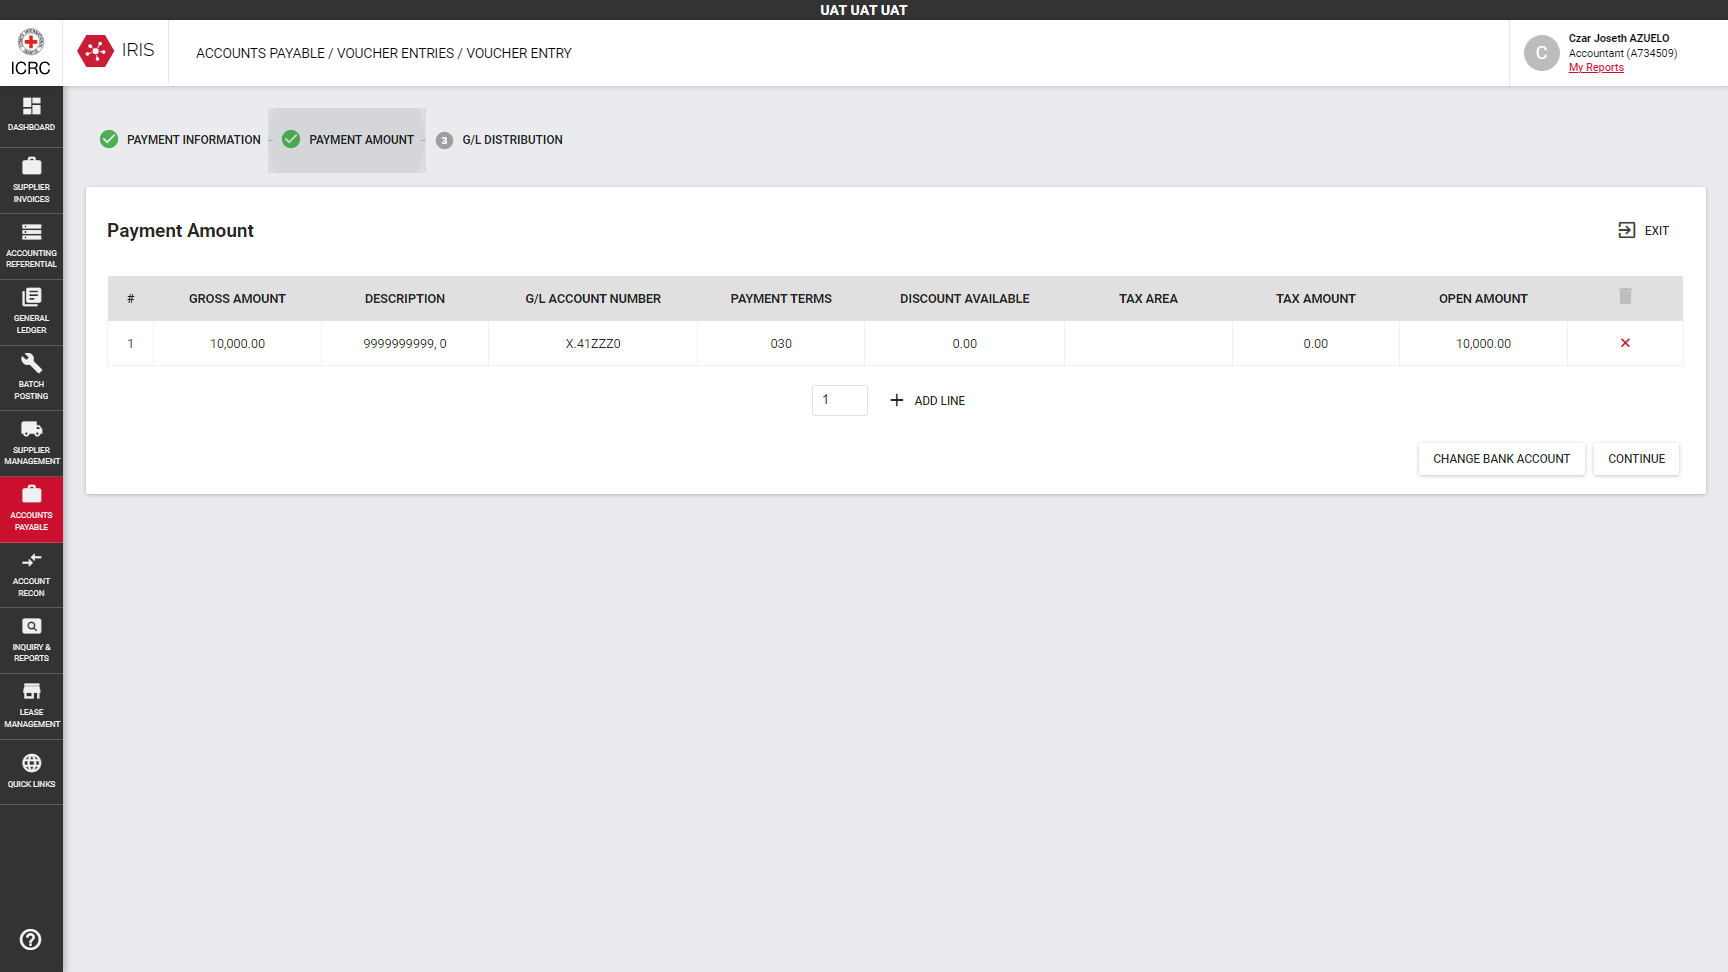 UAT UAT UAT
ICRC
IRIS
ACCOUNTS PAYABLE / VOUCHER ENTRIES / VOUCHER ENTRY
C
Czar Joseth AZUELO
Accountant (A734509)
My Reports
DASHBOARD
SUPPLIER
INVOICES
ACCOUNTING
REFERENTIAL
GENERAL
LEDGER
BATCH
POSTING
SUPPLIER
MANAGEMENT
ACCOUNTS
PAYABLE
ACCOUNT
RECON
INQUIRY &
REPORTS
LEASE
MANAGEMENT
QUICK LINKS
PAYMENT INFORMATION
PAYMENT AMOUNT
3 G/L DISTRIBUTION
Payment Amount
EXIT
# GROSS AMOUNT DESCRIPTION G/L ACCOUNT NUMBER PAYMENT TERMS DISCOUNT AVAILABLE TAX AREA TAX AMOUNT OPEN AMOUNT
1 10,000.00 9999999999, 0 X.41ZZZ0 030 0.00 0.00 10,000.00
1 ADD LINE
CHANGE BANK ACCOUNT CONTINUE